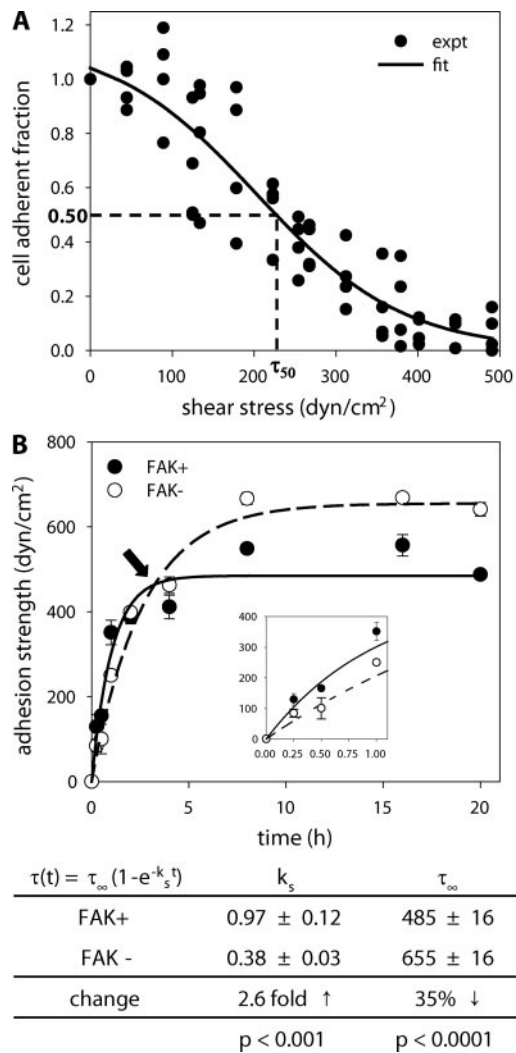 A
1.2
1.0
0.8
0.6
0.50
0.4
0.2
0.0
cell adherent fraction
expt
fit
0 100 200 τ50 300 400 500
shear stress (dyn/cm²)
B
800
600
400
200
0
adhesion strength (dyn/cm²)
FAK+
FAK-
400
300
200
100
0
0.00 0.25 0.50 0.75 1.00
0 5 10 15 20
time (h)
τ(t) = τ∞ (1-e^-kₛt) kₛ τ∞
FAK+ 0.97 ± 0.12 485 ± 16
FAK - 0.38 ± 0.03 655 ± 16
change 2.6 fold ↑ 35% ↓
p < 0.001 p < 0.0001